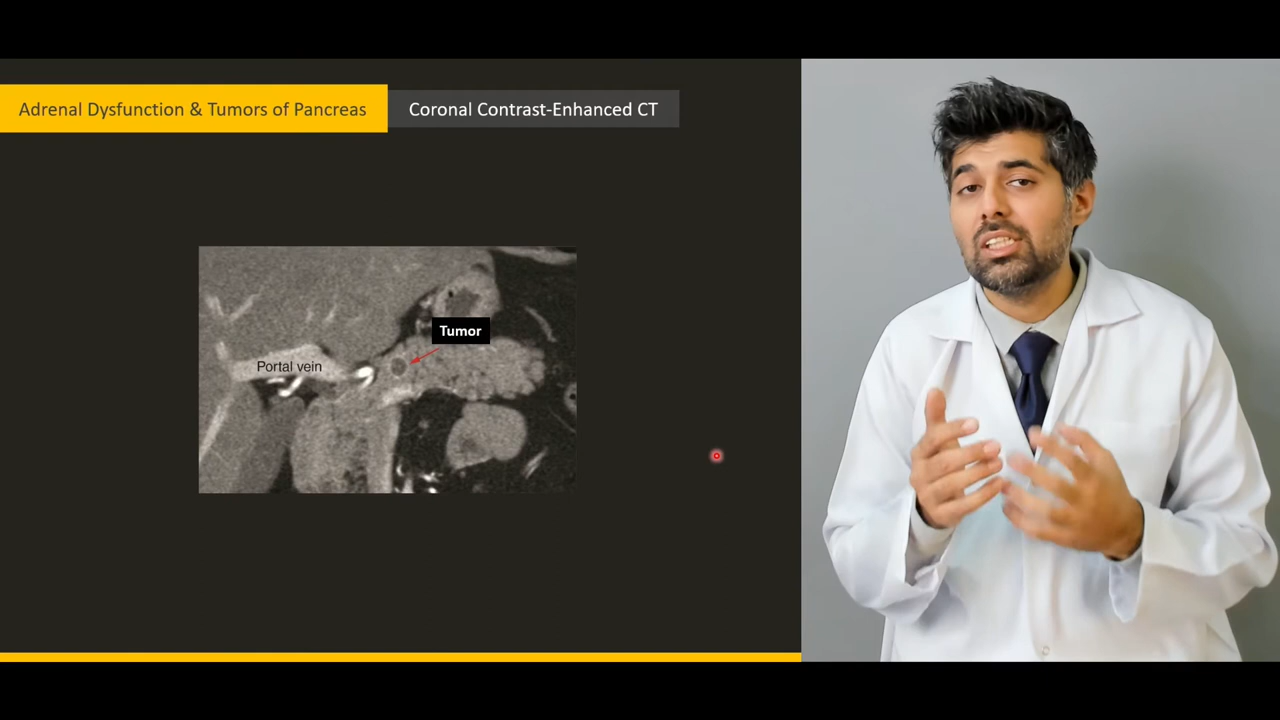 Adrenal Dysfunction & Tumors of Pancreas
Coronal Contrast-Enhanced CT
Tumor
Portal vein